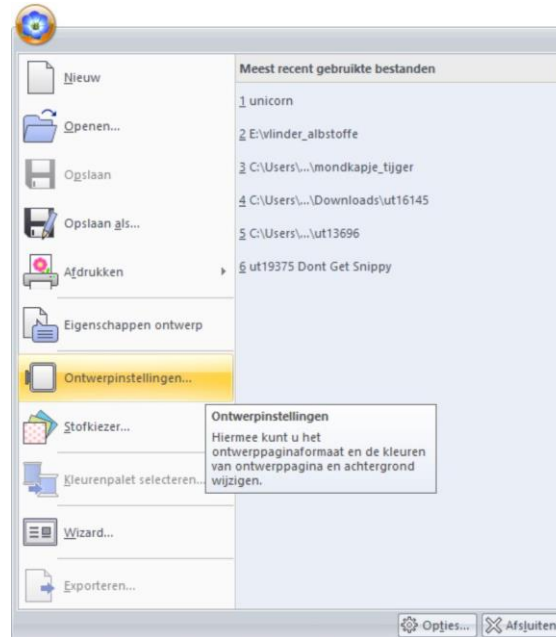 Nieuw
Openen...
Opslaan
Opslaan als...
Afdrukken
Eigenschappen ontwerp
Ontwerpinstellingen...
Stofkiezer...
Kleurenpalet selecteren...
Wizard...
Exporteren...
Meest recent gebruikte bestanden
1 unicorn
2 E:\vlinder_albstoffe
3 C:\Users\...\mondkapje_tijger
4 C:\Users\...\Downloads\ut16145
5 C:\Users\...\ut13696
6 ut19375 Dont Get Snippy
Ontwerpinstellingen
Hiermee kunt u het
ontwerppaginaformaat en de kleuren
van ontwerppagina en achtergrond
wijzigen.
Opties...
Afsluiten